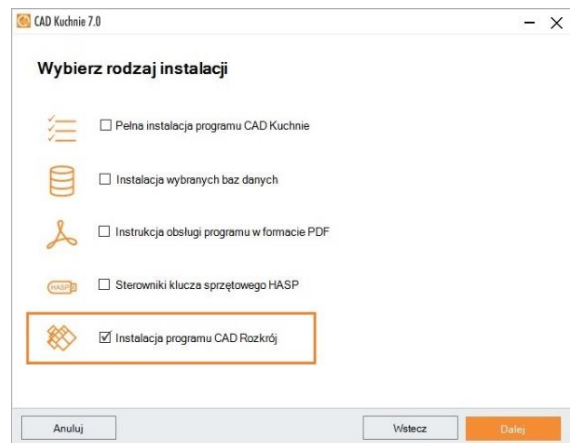 CAD Kuchnie 7.0
Wybierz rodzaj instalacji
Pełna instalacja programu CAD Kuchnie
Instalacja wybranych baz danych
Instrukcja obsługi programu w formacie PDF
HASP
Sterowniki klucza sprzętowego HASP
Instalacja programu CAD Rozkrój
Anuluj
Wstecz
Dalej